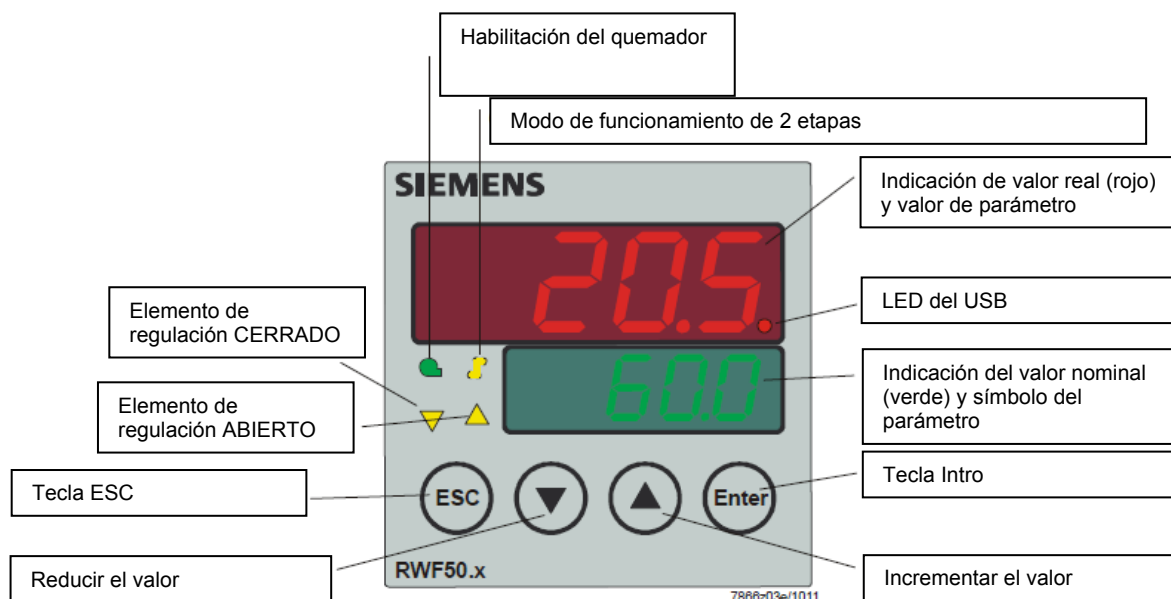 Habilitación del quemador
Modo de funcionamiento de 2 etapas
SIEMENS
Indicación de valor real (rojo)
y valor de parámetro
20.5.
Elemento de
regulación CERRADO
LED del USB
60.0
Indicación del valor nominal
(verde) y símbolo del
parámetro
Elemento de
regulación ABIERTO
Tecla ESC
ESC
Enter
Tecla Intro
Reducir el valor
RWF50.x
Incrementar el valor
7866z03e/1011